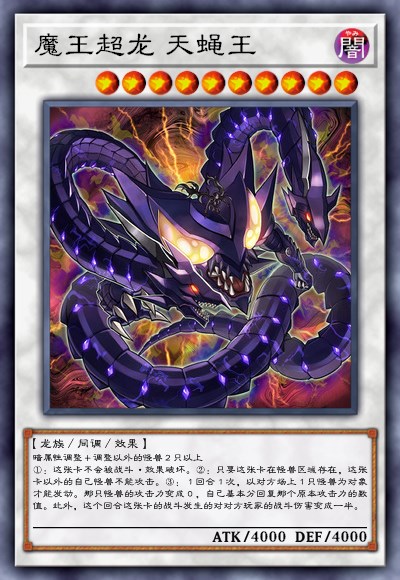 魔王超龙 天蝇王
やみ
闇
【龙族／同调／效果】
暗属性调整＋调整以外的怪兽２只以上
①：这张卡不会被战斗·效果破坏。②：只要这张卡在怪兽区域存在，这张
卡以外的自己怪兽不能攻击。③：１回合１次，以对方场上１只怪兽为对象
才能发动。那只怪兽的攻击力变成０，自己基本分回复那个原本攻击力的数
值。此外，这个回合这张卡的战斗发生的对对方玩家的战斗伤害变成一半。
ATK/4000 DEF/4000